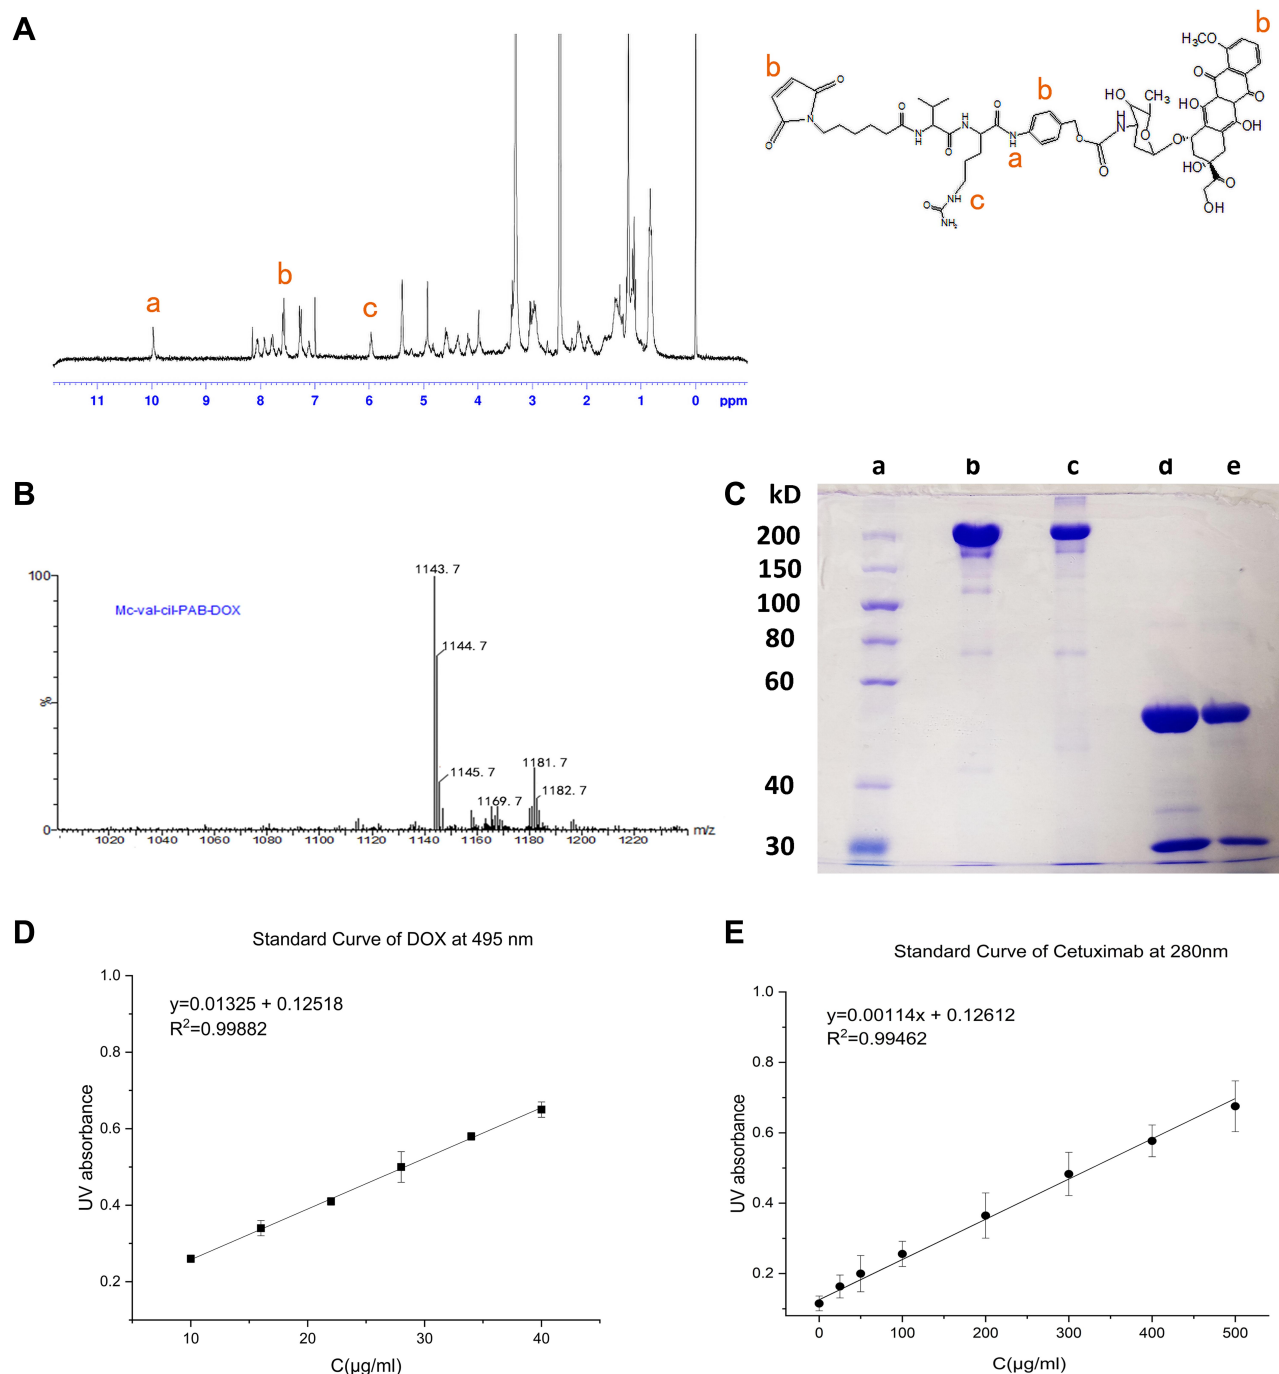 A
a
b
c
11 10 9 8 7 6 5 4 3 2 1 0 ppm
b
b
b
a
c
H₃CO
O
O
OH
HO
OH
HO
O
OH
HO
CH₃
O
O
H
N
O
O
O
N
H
O
H
N
O
N
H
O
N
O
O
NH
O
NH₂
B
100
%
0
Mc-val-cil-PAB-DOX
1143.7
1144.7
1145.7
1169.7
1181.7
1182.7
1020 1040 1060 1080 1100 1120 1140 1160 1180 1200 1220 m/z
C
a b c d e
kD
200
150
100
80
60
40
30
D
Standard Curve of DOX at 495 nm
y=0.01325 + 0.12518
R²=0.99882
UV absorbance
1.0
0.8
0.6
0.4
0.2
10 20 30 40
C(μg/ml)
E
Standard Curve of Cetuximab at 280nm
y=0.00114x + 0.12612
R²=0.99462
UV absorbance
1.0
0.8
0.6
0.4
0.2
0 100 200 300 400 500
C(μg/ml)